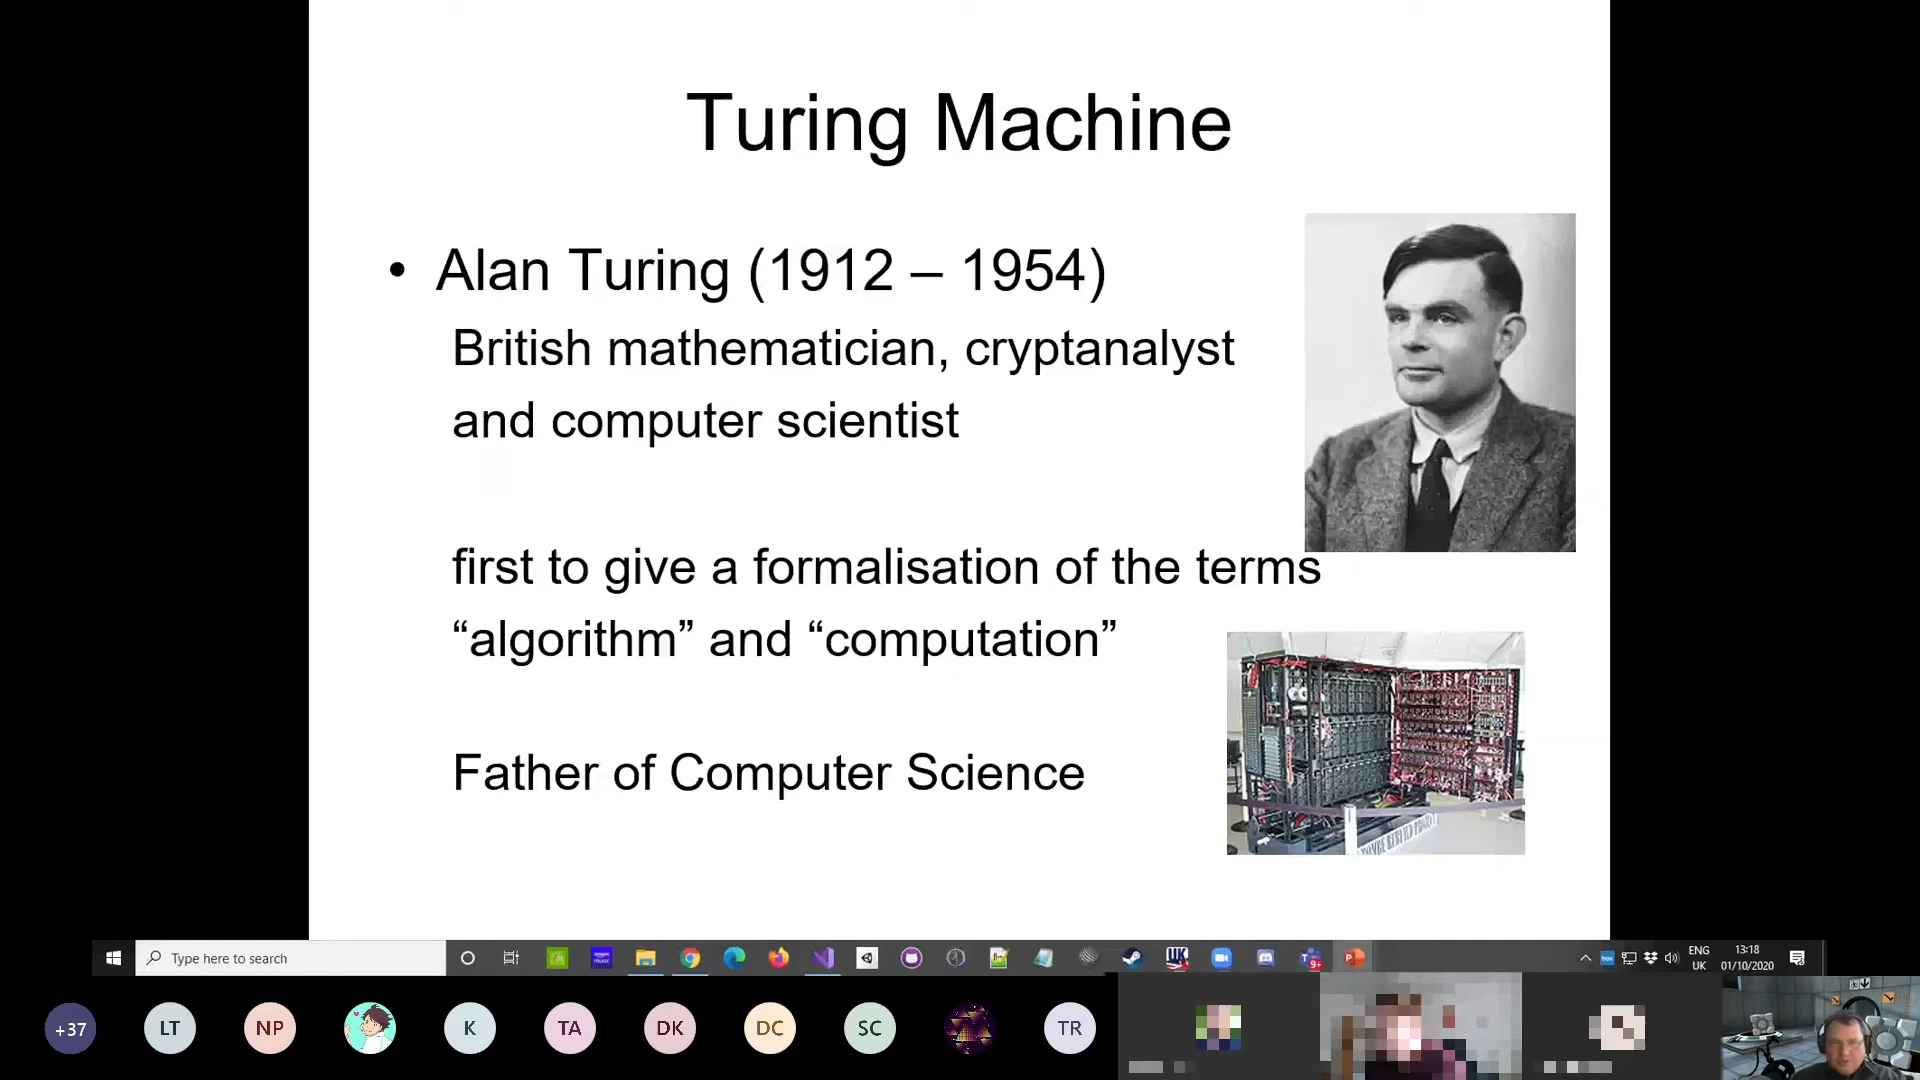 Turing Machine
• Alan Turing (1912 – 1954)
British mathematician, cryptanalyst
and computer scientist
first to give a formalisation of the terms
“algorithm” and “computation”
Father of Computer Science
Type here to search
9+
ENG
UK
13:18
01/10/2020
+37
LT
NP
K
TA
DK
DC
SC
TR